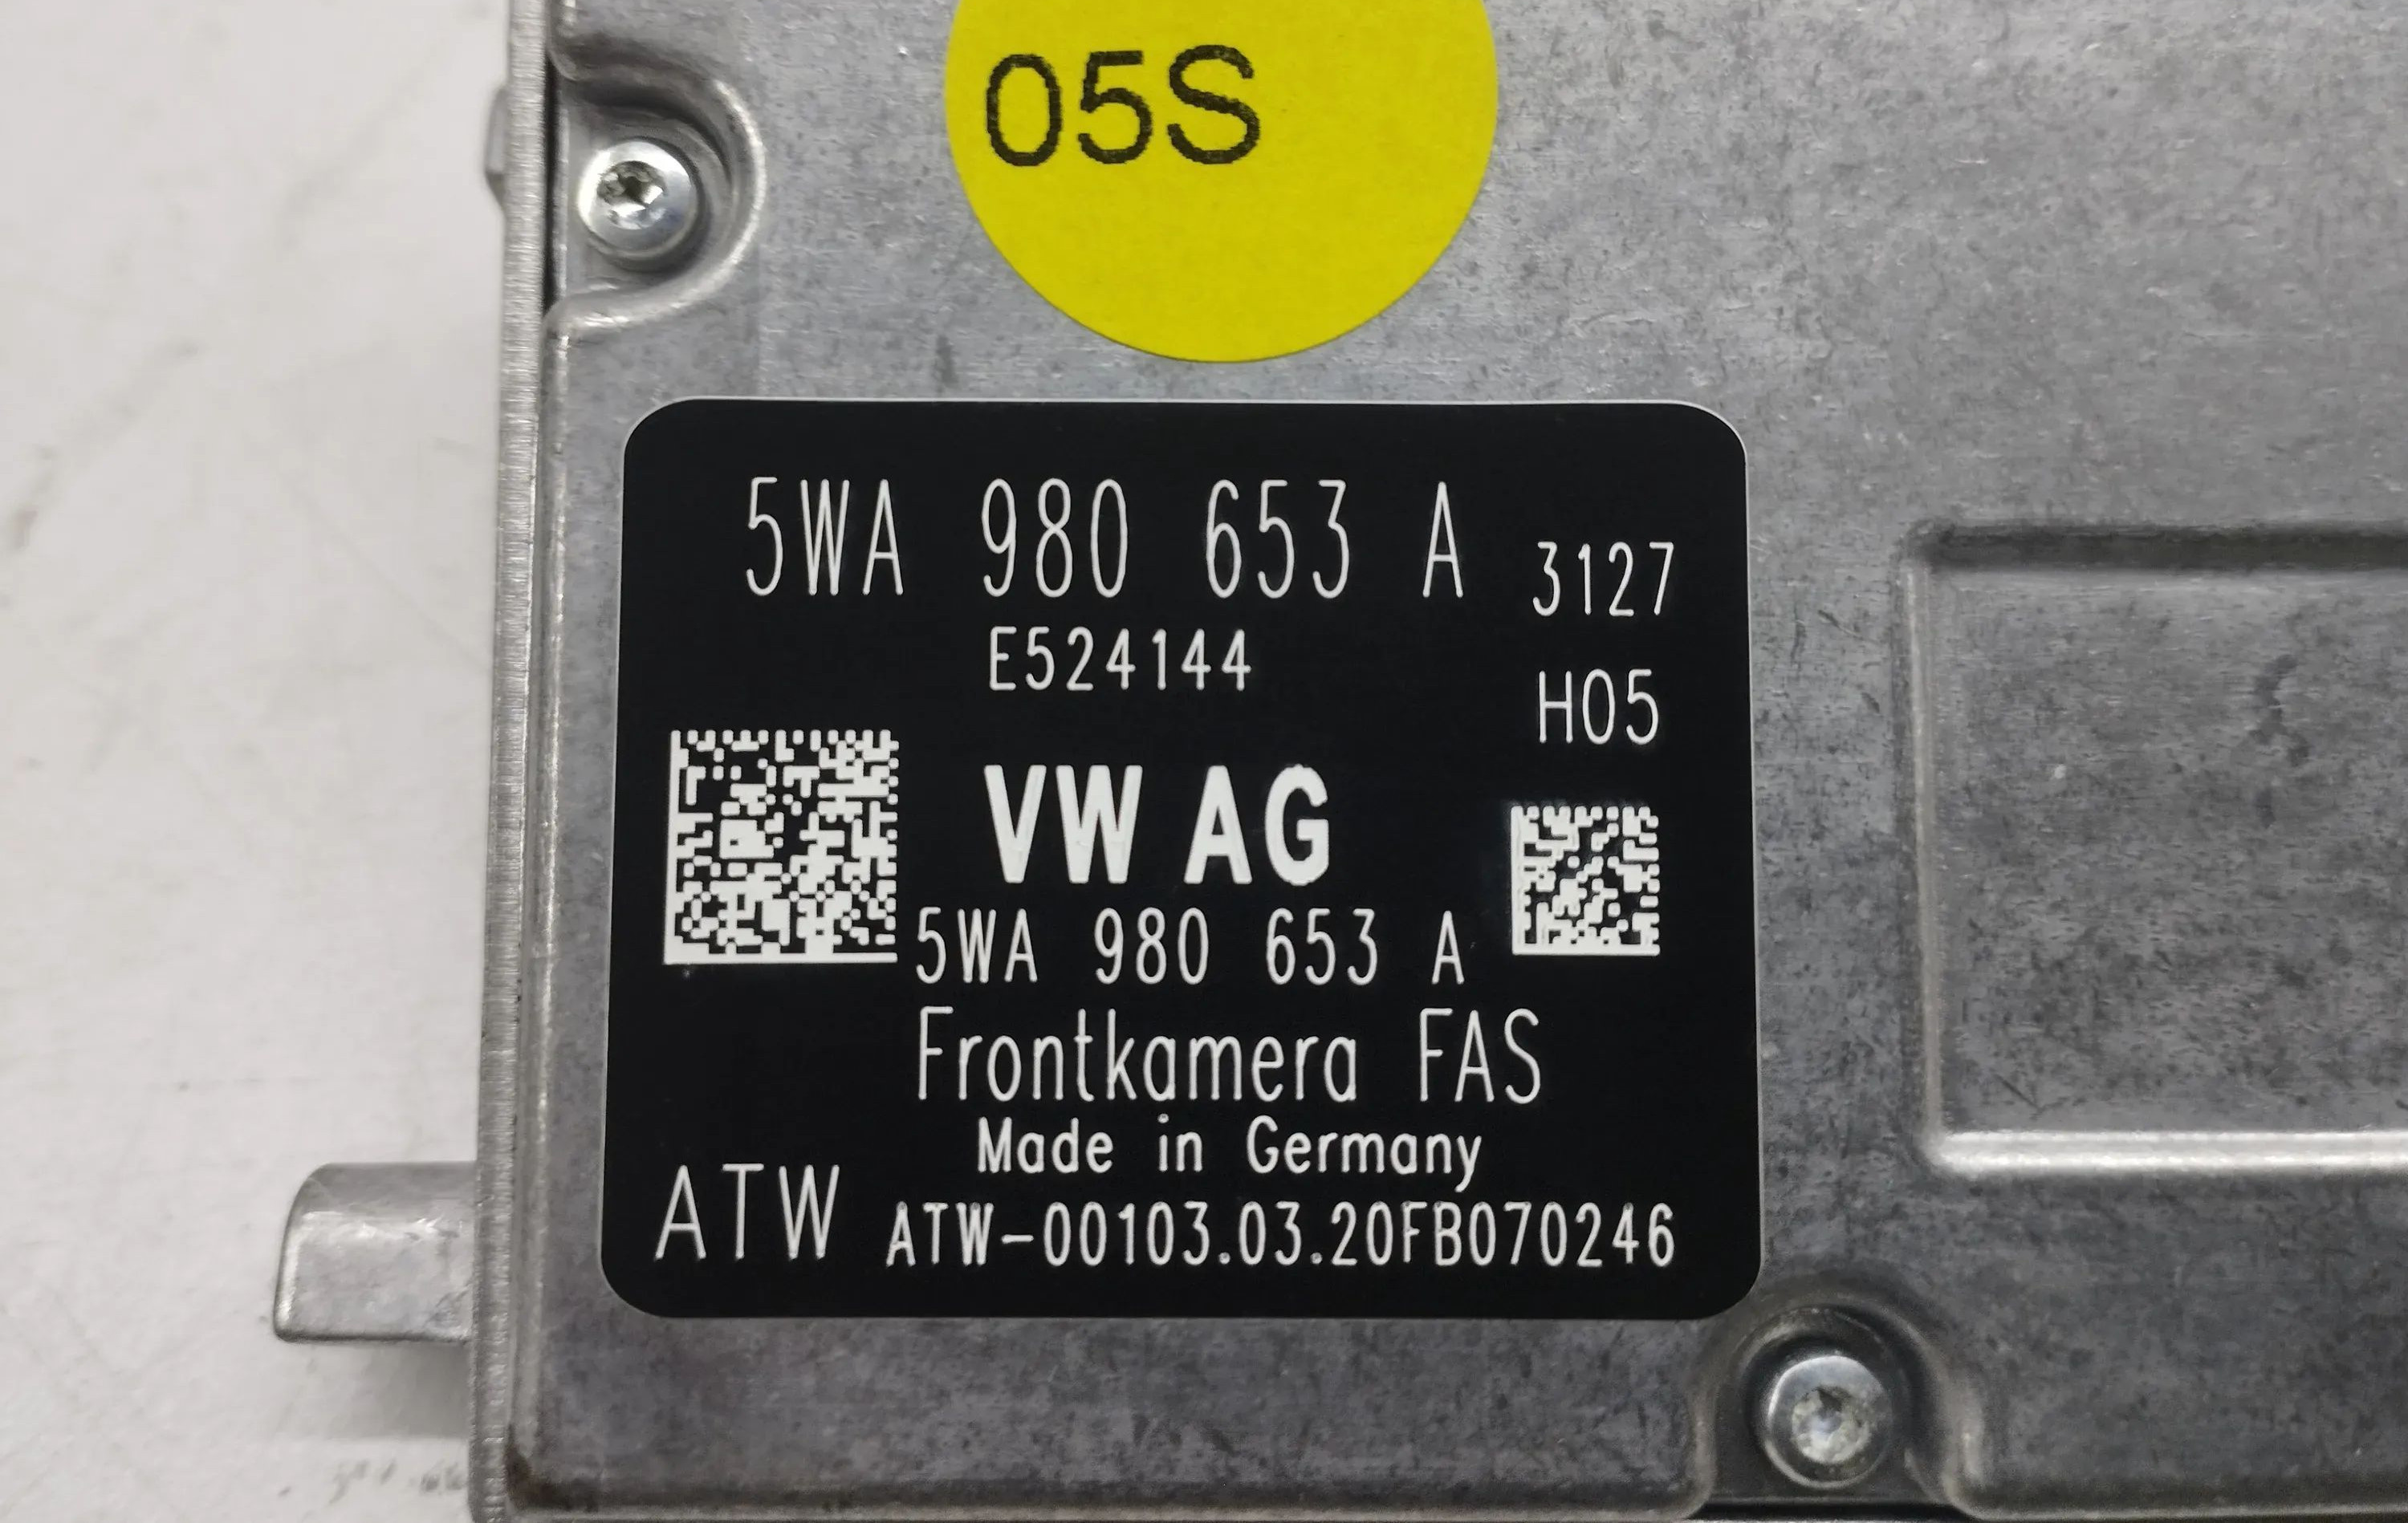 05S
5WA 980 653 A 3127
E524144
H05
VW AG
5WA 980 653 A
Frontkamera FAS
Made in Germany
ATW ATW-00103.03.20FB070246